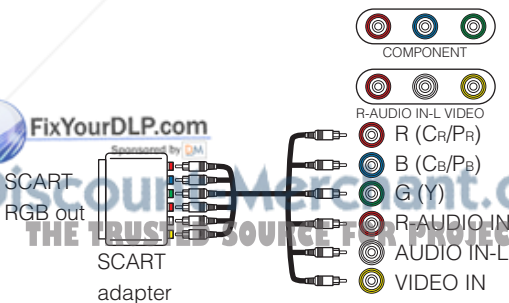 COMPONENT
R-AUDIO IN-L VIDEO
FixYourDLP.com
Sponsored by DM
R (CR/PR)
B (CB/PB)
G (Y)
R-AUDIO IN
AUDIO IN-L
VIDEO IN
SCART
RGB out
SCART
adapter
THE TRUSTED SOURCE FOR PROJEC